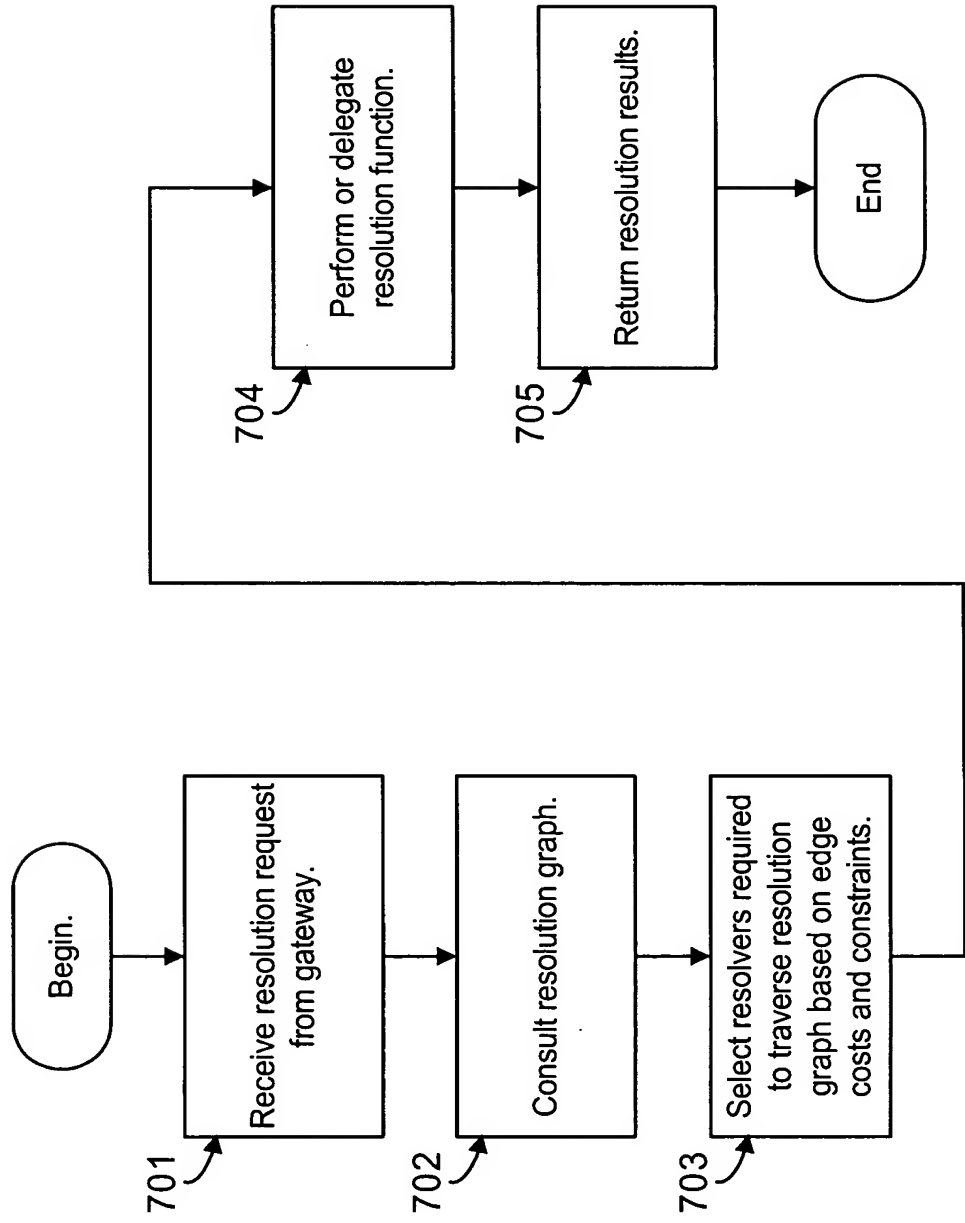 Begin.
701
Receive resolution request
from gateway.
702
Consult resolution graph.
703
Select resolvers required
to traverse resolution
graph based on edge
costs and constraints.
704
Perform or delegate
resolution function.
705
Return resolution results.
End